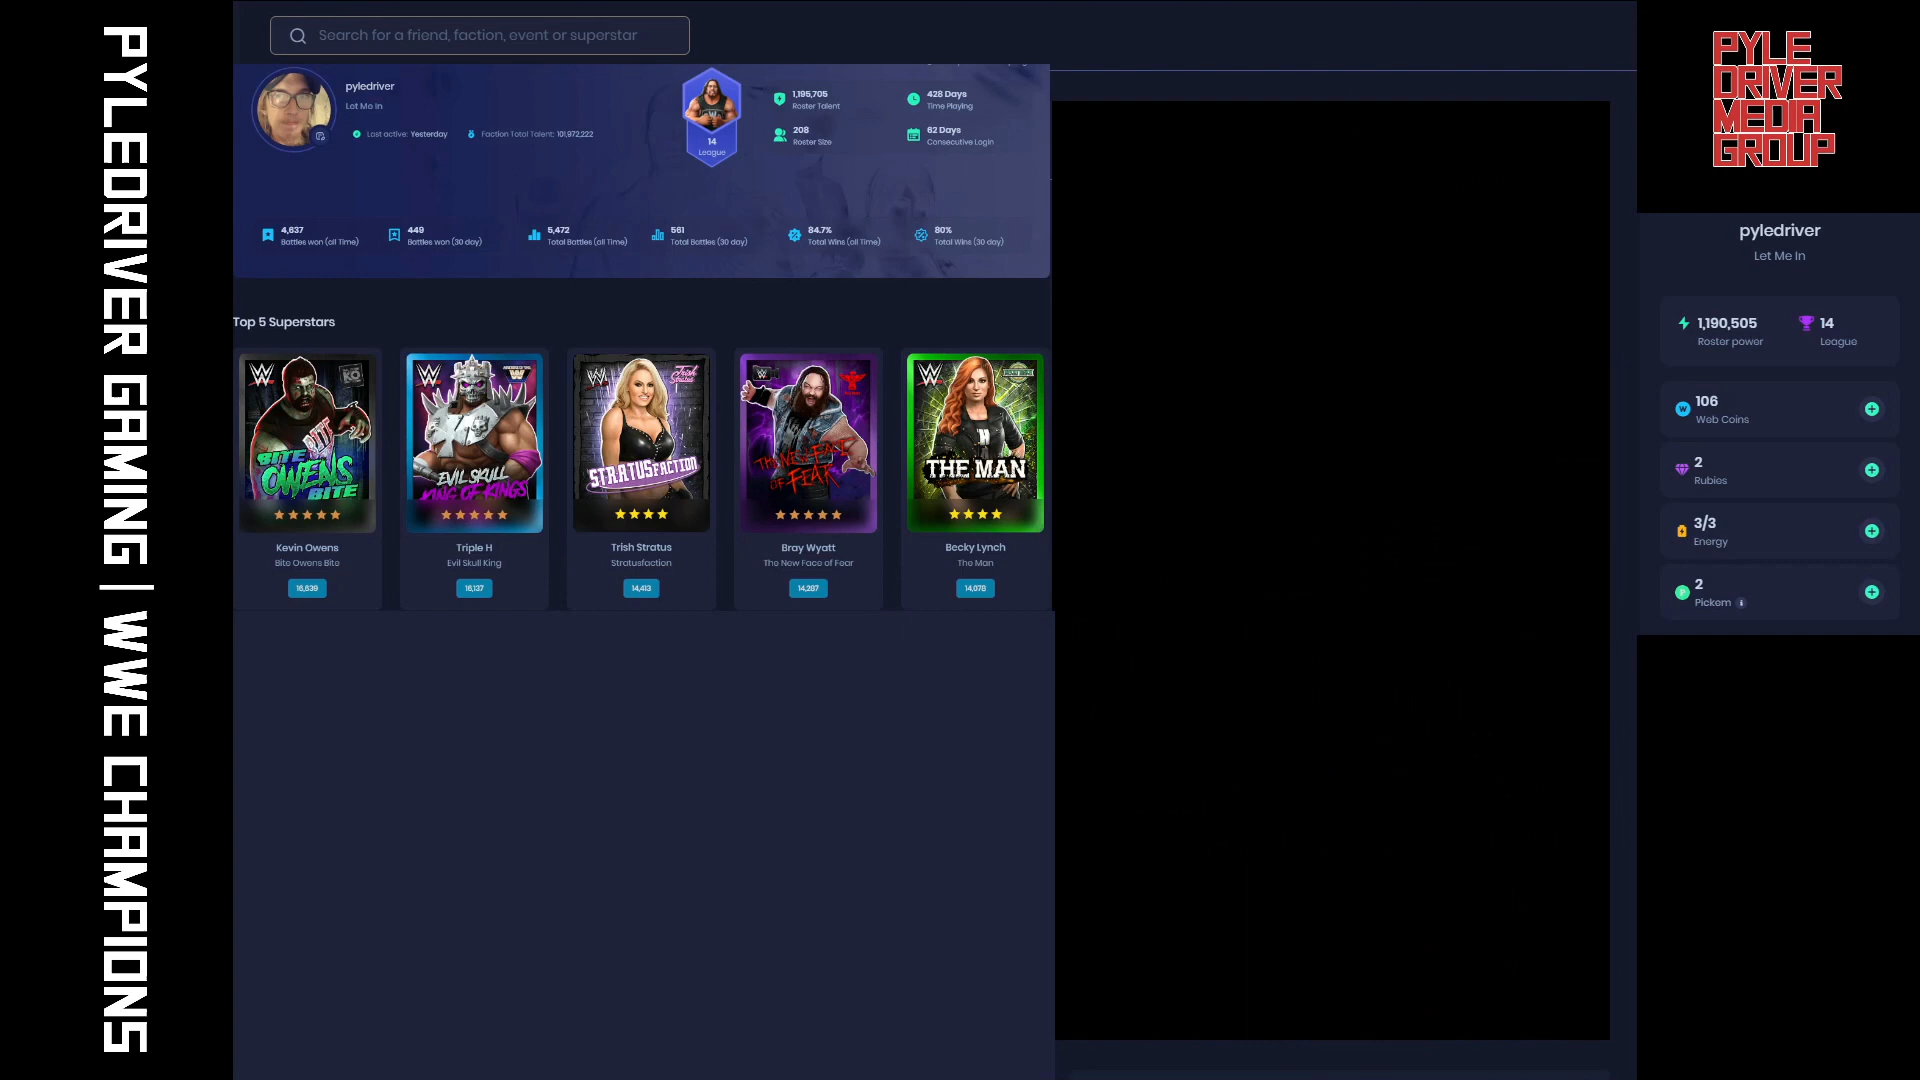 PYLEDRIVER GAMING | WWE CHAMPIONS
Search for a friend, faction, event or superstar
PYLE
DRIVER
MEDIA
GROUP
pyledriver
Let Me In
Last active: Yesterday
Faction Total Talent: 101,972,222
14
League
1,195,705
Roster Talent
428 Days
Time Playing
208
Roster Size
62 Days
Consecutive Login
4,637
Battles won (all Time)
449
Battles won (30 day)
5,472
Total Battles (all Time)
561
Total Battles (30 day)
84.7%
Total Wins (all Time)
80%
Total Wins (30 day)
Top 5 Superstars
BITE
OWENS
BITE
EVIL SKULL
KING OF KINGS
Trish
Stratus
STRATUSFACTION
THE NEW FACE
OF FEAR
THE MAN
Kevin Owens
Bite Owens Bite
16,639
Triple H
Evil Skull King
16,137
Trish Stratus
Stratusfaction
14,413
Bray Wyatt
The New Face of Fear
14,287
Becky Lynch
The Man
14,078
pyledriver
Let Me In
1,190,505
Roster power
14
League
106
Web Coins
2
Rubies
3/3
Energy
2
Pickem